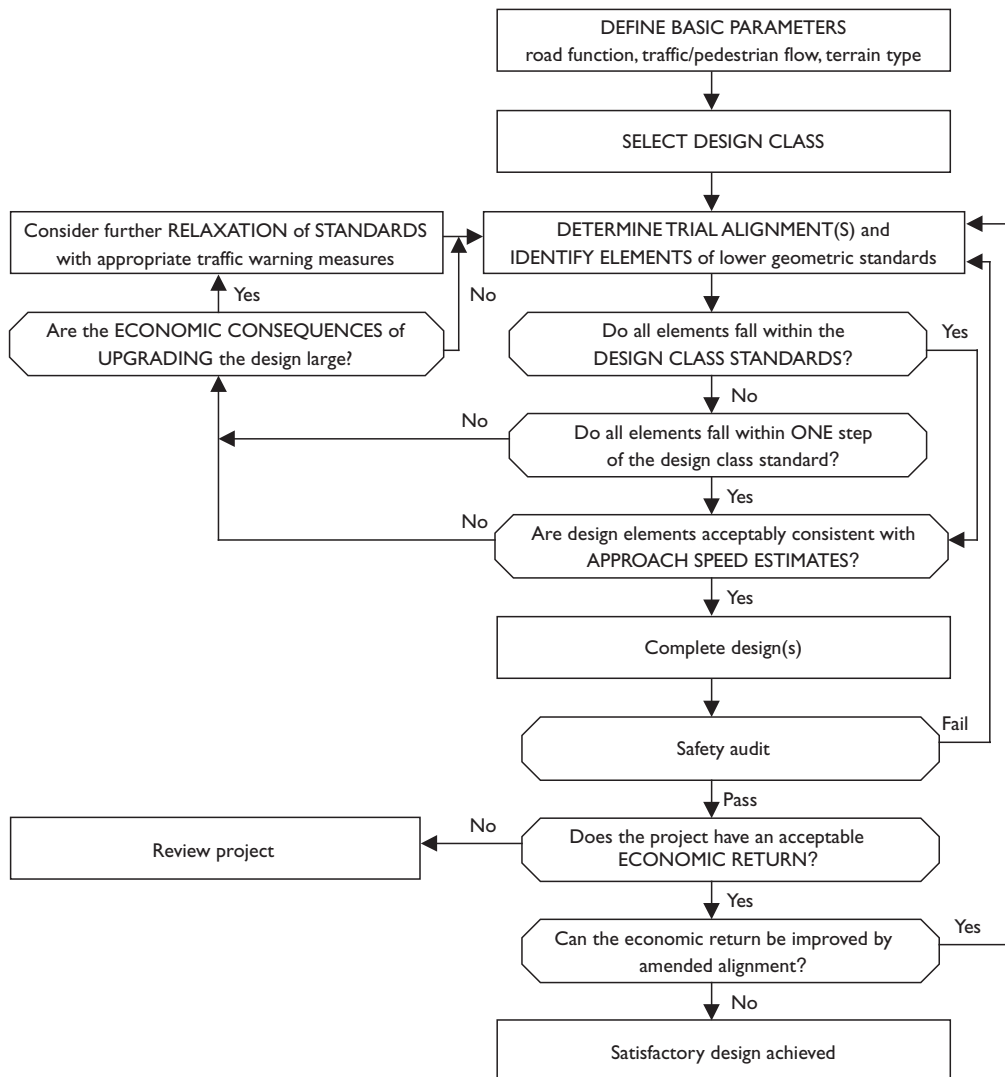 DEFINE BASIC PARAMETERS
road function, traffic/pedestrian flow, terrain type
SELECT DESIGN CLASS
Consider further RELAXATION of STANDARDS
with appropriate traffic warning measures
DETERMINE TRIAL ALIGNMENT(S) and
IDENTIFY ELEMENTS of lower geometric standards
Yes
No
Are the ECONOMIC CONSEQUENCES of
UPGRADING the design large?
Do all elements fall within the
DESIGN CLASS STANDARDS?
Yes
No
No
Do all elements fall within ONE step
of the design class standard?
Yes
No
Are design elements acceptably consistent with
APPROACH SPEED ESTIMATES?
Yes
Complete design(s)
Safety audit
Fail
Pass
No
Review project
Does the project have an acceptable
ECONOMIC RETURN?
Yes
Can the economic return be improved by
amended alignment?
Yes
No
Satisfactory design achieved